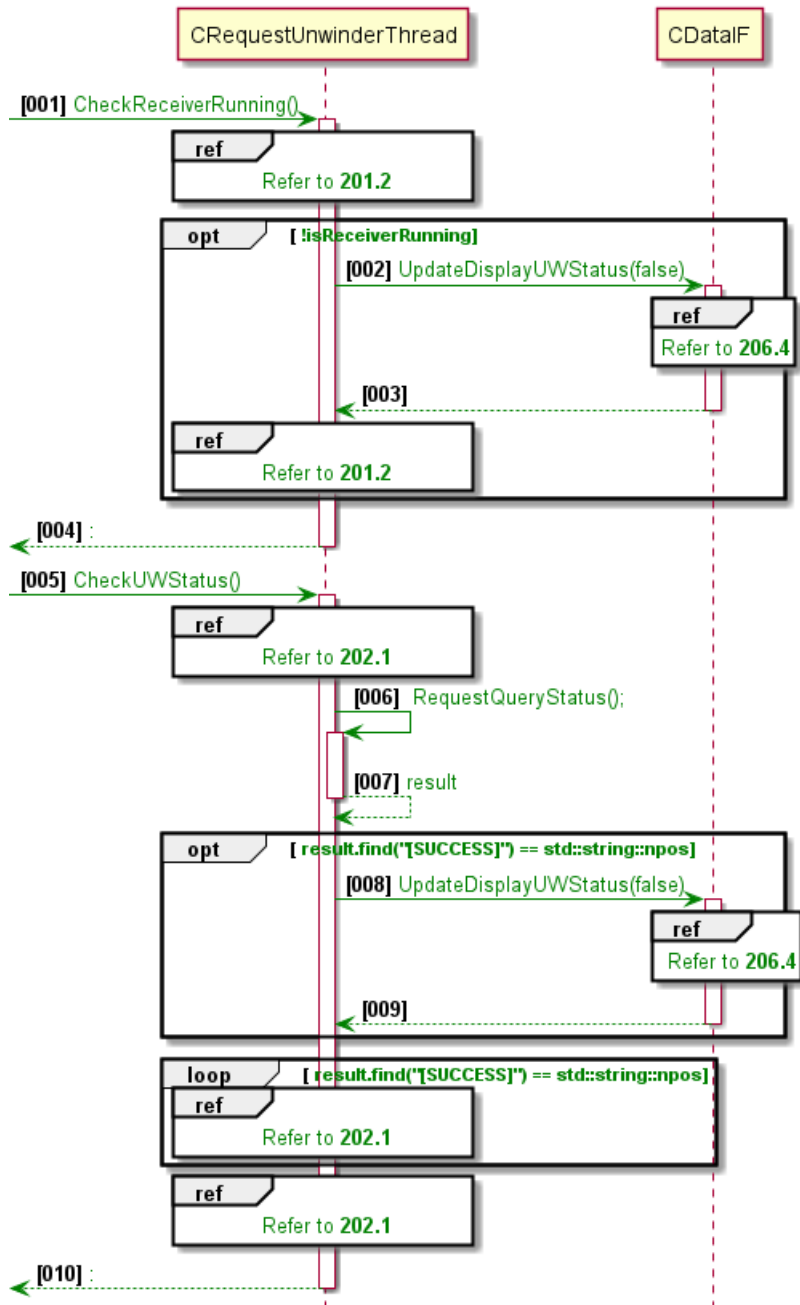 CRequestUnwinderThread CDataIF
[001] CheckReceiverRunning()
ref
Refer to 201.2
opt [ !isReceiverRunning]
[002] UpdateDisplayUWStatus(false)
ref
Refer to 206.4
[003]
ref
Refer to 201.2
[004] :
[005] CheckUWStatus()
ref
Refer to 202.1
[006] RequestQueryStatus();
[007] result
opt [ result.find("[SUCCESS]") == std::string::npos]
[008] UpdateDisplayUWStatus(false)
ref
Refer to 206.4
[009]
loop [ result.find("[SUCCESS]") == std::string::npos]
ref
Refer to 202.1
ref
Refer to 202.1
[010] :